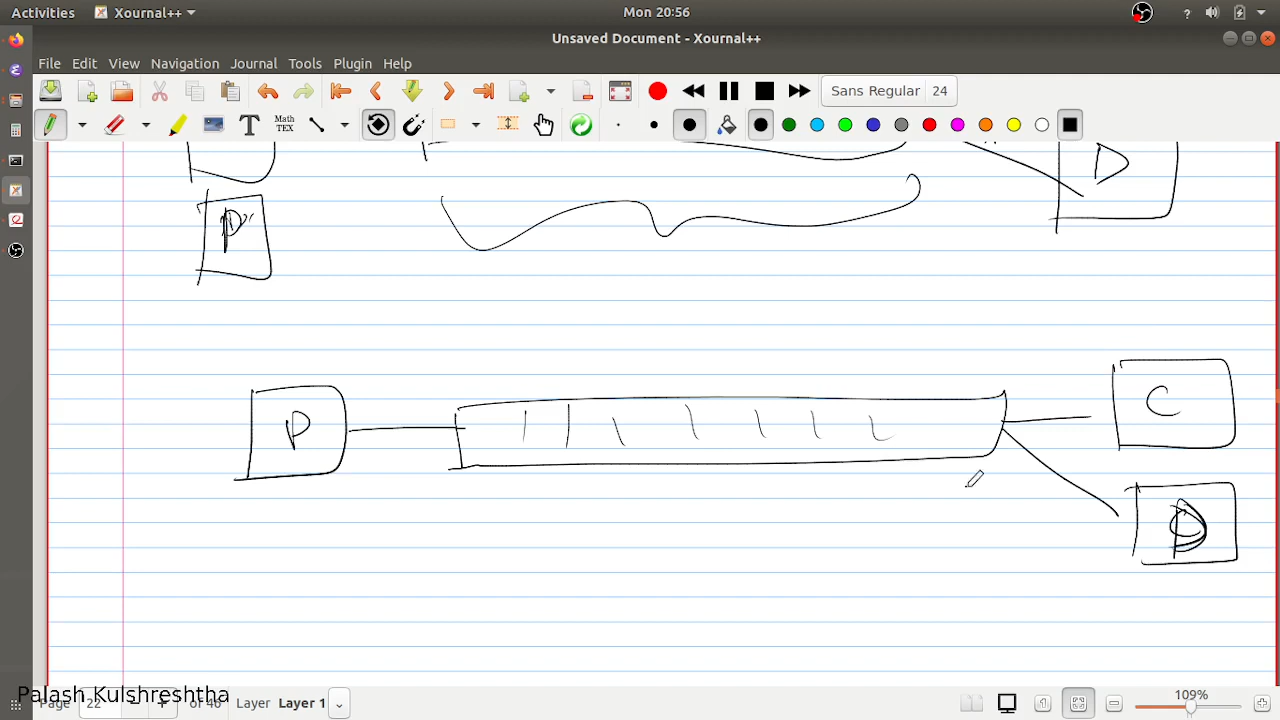 Activities Xournal++ Mon 20:56
Unsaved Document - Xournal++
File Edit View Navigation Journal Tools Plugin Help
Sans Regular 24
Math TEX
D
P
P
C
D
Palash Kulshreshtha
Page 22 of 46 Layer Layer 1 109%